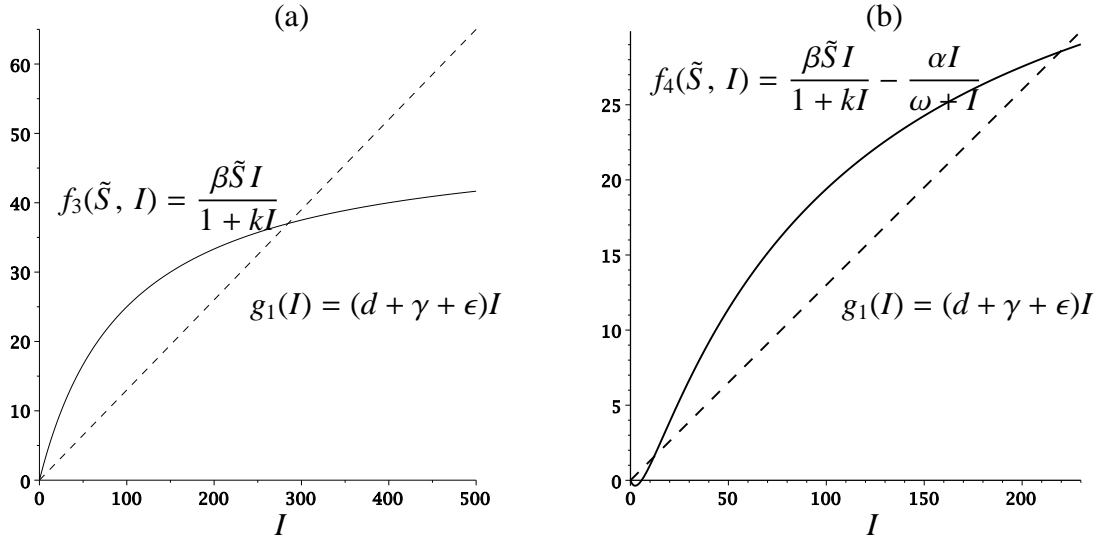 (a)
60
50
40
30
20
10
0
f₃(S̃, I) = βS̃I / (1 + kI)
g₁(I) = (d + γ + ϵ)I
0 100 200 300 400 500
I
(b)
25
20
15
10
5
0
f₄(S̃, I) = βS̃I / (1 + kI) − αI / (ω + I)
g₁(I) = (d + γ + ϵ)I
0 50 100 150 200
I